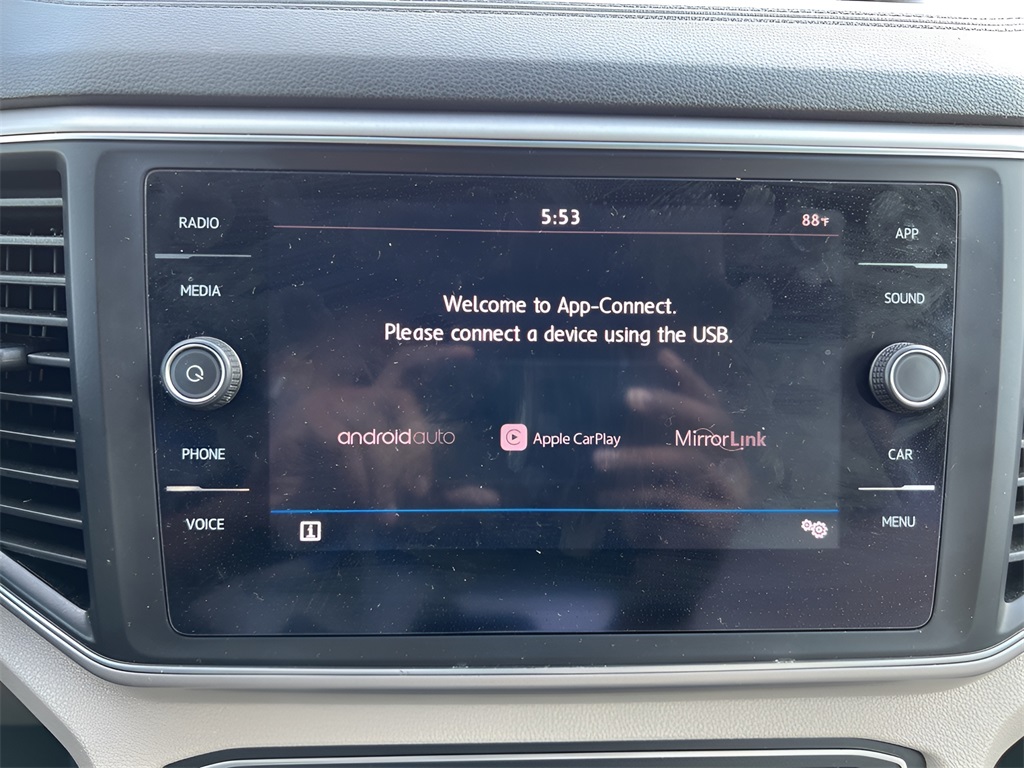 RADIO
5:53
88°F
APP
MEDIA
SOUND
Welcome to App-Connect.
Please connect a device using the USB.
androidauto
Apple CarPlay
MirrorLink
PHONE
CAR
VOICE
MENU
i